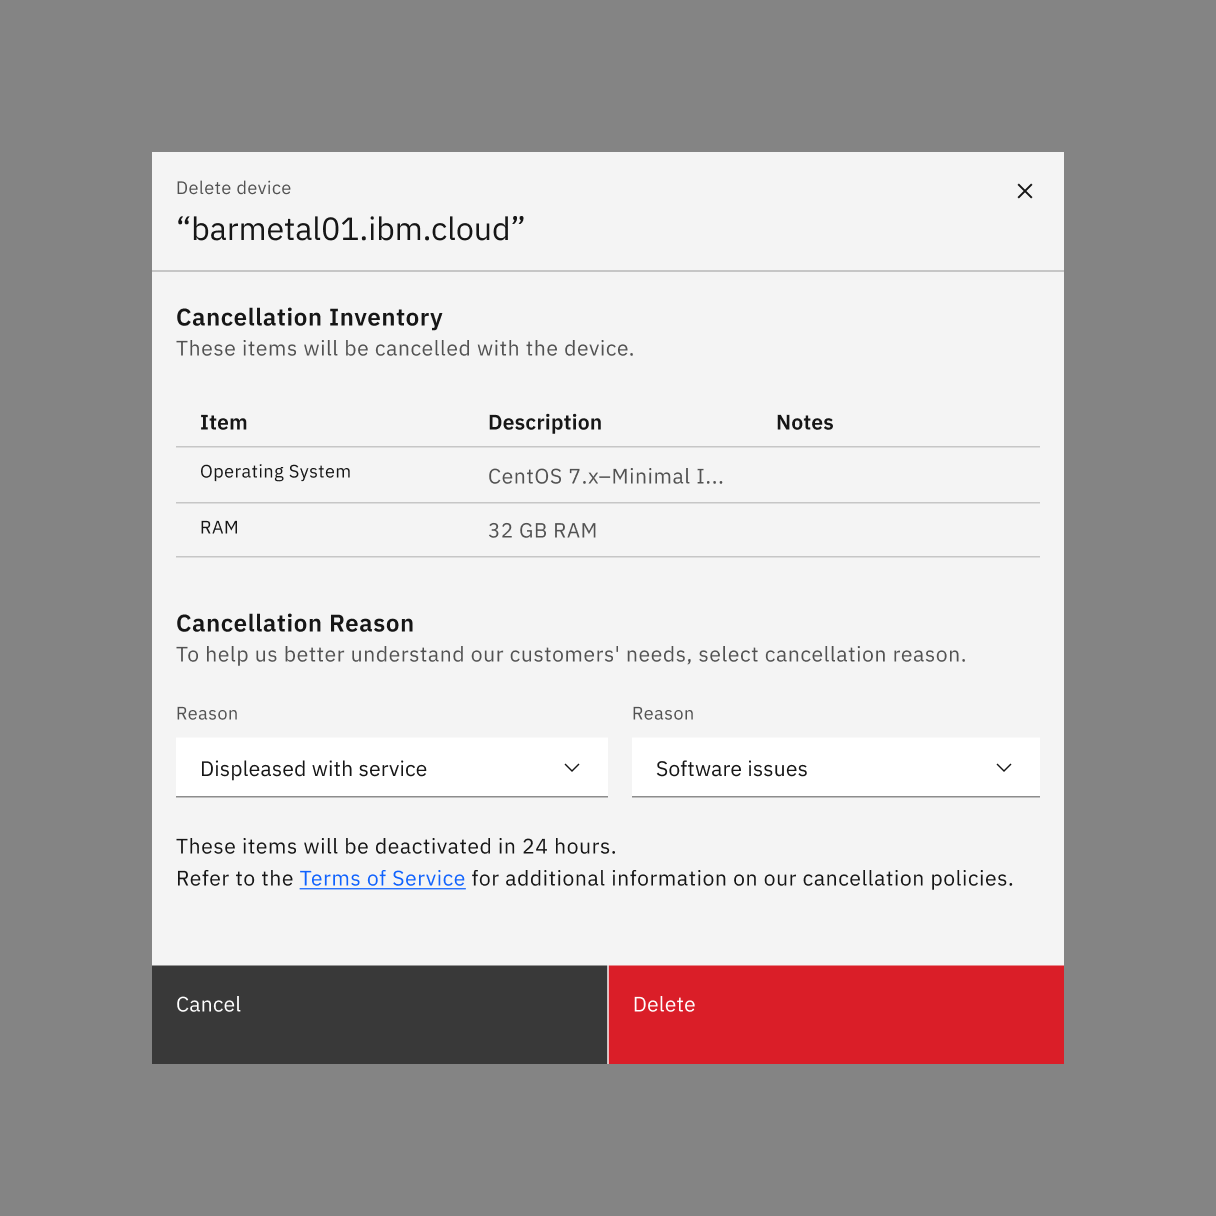 Delete device
“barmetal01.ibm.cloud”
Cancellation Inventory
These items will be cancelled with the device.
Item Description Notes
Operating System CentOS 7.x–Minimal I...
RAM 32 GB RAM
Cancellation Reason
To help us better understand our customers' needs, select cancellation reason.
Reason Reason
Displeased with service Software issues
These items will be deactivated in 24 hours.
Refer to the Terms of Service for additional information on our cancellation policies.
Cancel Delete